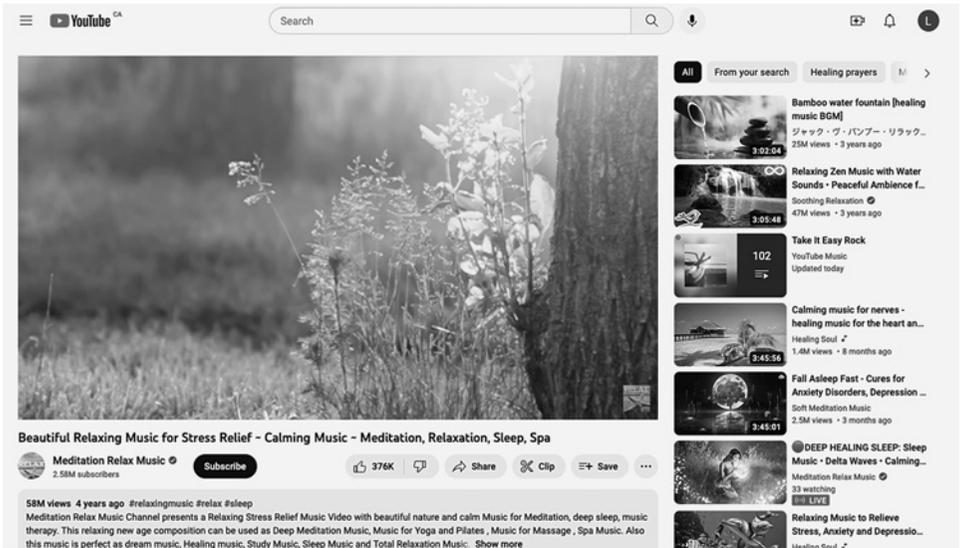 YouTube CA
Search
L
All
From your search
Healing prayers
M
Bamboo water fountain [healing
music BGM]
ジャック・ヴ・バンブー・リラック...
25M views • 3 years ago
3:02:04
Relaxing Zen Music with Water
Sounds • Peaceful Ambience f...
Soothing Relaxation
47M views • 3 years ago
3:05:48
Take It Easy Rock
YouTube Music
Updated today
102
Calming music for nerves -
healing music for the heart an...
Healing Soul
1.4M views • 8 months ago
3:45:56
Fall Asleep Fast - Cures for
Anxiety Disorders, Depression ...
Soft Meditation Music
2.5M views • 3 months ago
3:45:01
DEEP HEALING SLEEP: Sleep
Music • Delta Waves • Calming...
Meditation Relax Music
33 watching
LIVE
Relaxing Music to Relieve
Stress, Anxiety and Depressio...
Healing Soul
Beautiful Relaxing Music for Stress Relief ~ Calming Music ~ Meditation, Relaxation, Sleep, Spa
Meditation Relax Music
2.58M subscribers
Subscribe
376K
Share
Clip
Save
58M views 4 years ago #relaxingmusic #relax #sleep
Meditation Relax Music Channel presents a Relaxing Stress Relief Music Video with beautiful nature and calm Music for Meditation, deep sleep, music
therapy. This relaxing new age composition can be used as Deep Meditation Music, Music for Yoga and Pilates , Music for Massage , Spa Music. Also
this music is perfect as dream music, Healing music, Study Music, Sleep Music and Total Relaxation Music. Show more